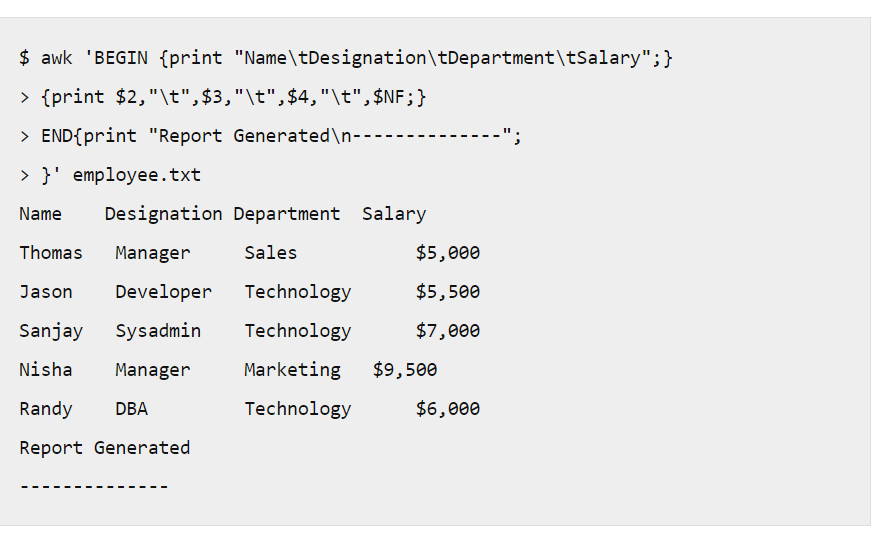 $ awk 'BEGIN {print "Name\tDesignation\tDepartment\tSalary";}
> {print $2,"\t",$3,"\t",$4,"\t",$NF;}
> END{print "Report Generated\n--------------";
> }' employee.txt
Name    Designation Department  Salary
Thomas   Manager     Sales           $5,000
Jason    Developer   Technology      $5,500
Sanjay   Sysadmin    Technology      $7,000
Nisha    Manager     Marketing   $9,500
Randy    DBA         Technology      $6,000
Report Generated
--------------